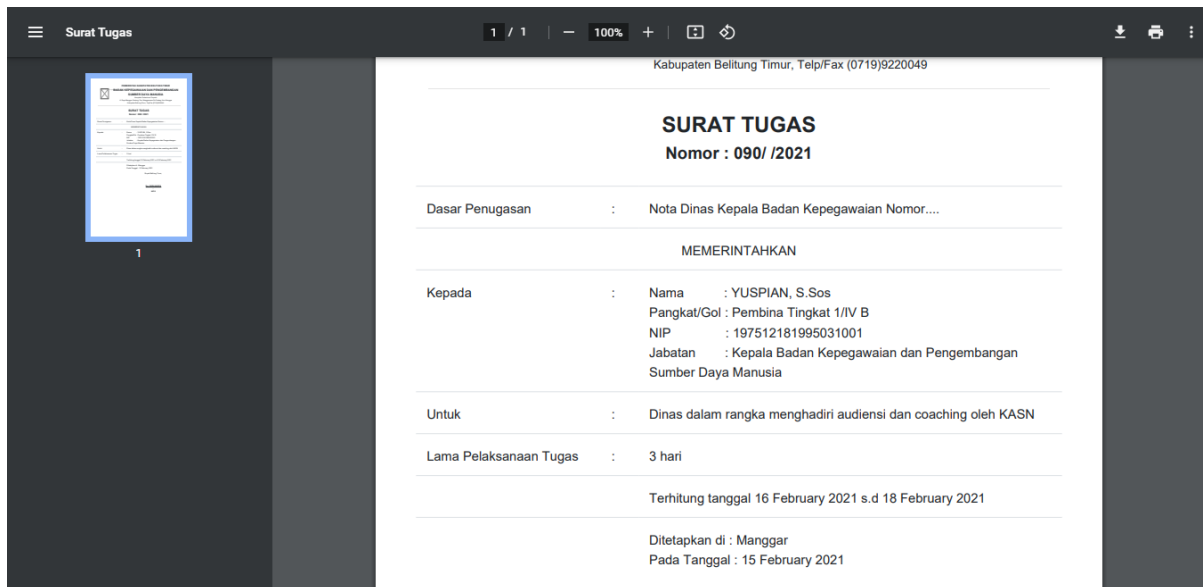 Surat Tugas
1 / 1
100%
1
Kabupaten Belitung Timur, Telp/Fax (0719)9220049
SURAT TUGAS
Nomor : 090/ /2021
Dasar Penugasan : Nota Dinas Kepala Badan Kepegawaian Nomor....
MEMERINTAHKAN
Kepada : Nama : YUSPIAN, S.Sos
Pangkat/Gol : Pembina Tingkat 1/IV B
NIP : 197512181995031001
Jabatan : Kepala Badan Kepegawaian dan Pengembangan
Sumber Daya Manusia
Untuk : Dinas dalam rangka menghadiri audiensi dan coaching oleh KASN
Lama Pelaksanaan Tugas : 3 hari
Terhitung tanggal 16 February 2021 s.d 18 February 2021
Ditetapkan di : Manggar
Pada Tanggal : 15 February 2021